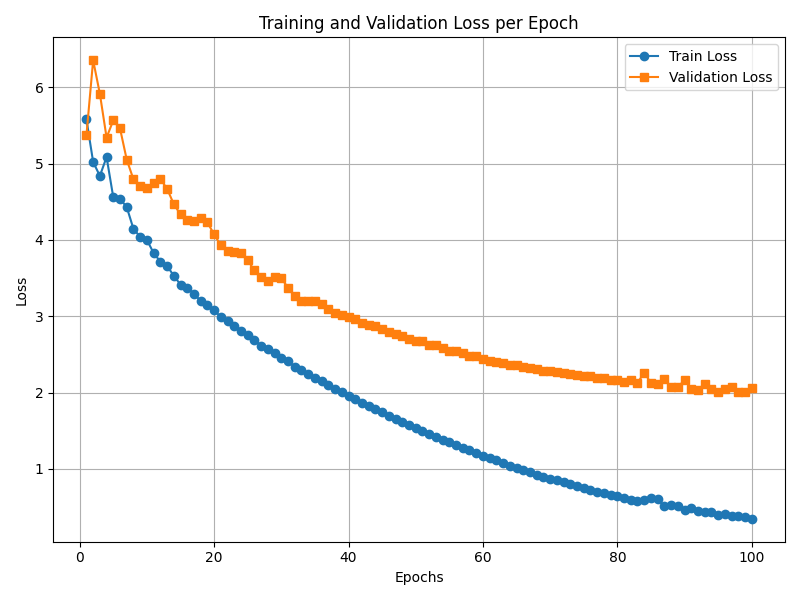 Training and Validation Loss per Epoch
Train Loss
Validation Loss
Loss
6
5
4
3
2
1
0 20 40 60 80 100
Epochs